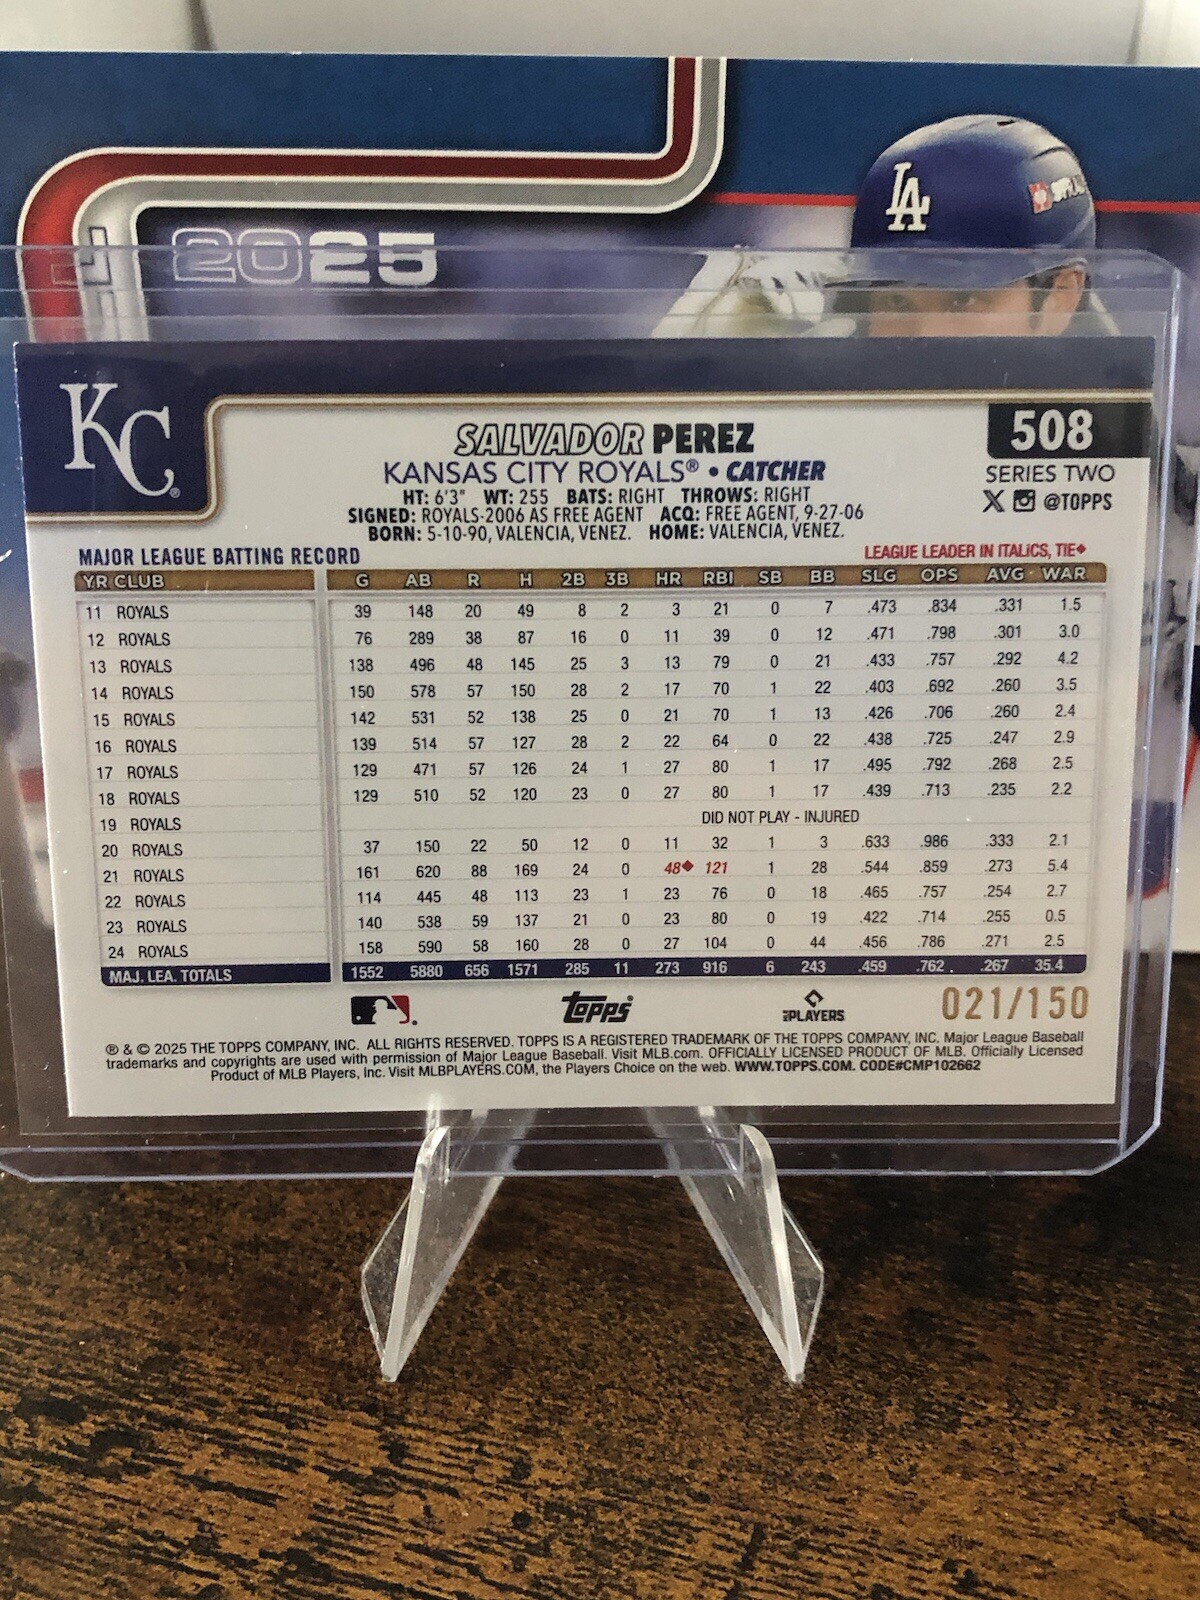 2025
LA
KC
SALVADOR PEREZ
508
KANSAS CITY ROYALS® • CATCHER
SERIES TWO
HT: 6'3" WT: 255 BATS: RIGHT THROWS: RIGHT
@TOPPS
SIGNED: ROYALS-2006 AS FREE AGENT ACQ: FREE AGENT, 9-27-06
BORN: 5-10-90, VALENCIA, VENEZ. HOME: VALENCIA, VENEZ.
MAJOR LEAGUE BATTING RECORD LEAGUE LEADER IN ITALICS, TIE◆
YR CLUB G AB R H 2B 3B HR RBI SB BB SLG OPS AVG WAR
11 ROYALS 39 148 20 49 8 2 3 21 0 7 .473 .834 .331 1.5
12 ROYALS 76 289 38 87 16 0 11 39 0 12 .471 .798 .301 3.0
13 ROYALS 138 496 48 145 25 3 13 79 0 21 .433 .757 .292 4.2
14 ROYALS 150 578 57 150 28 2 17 70 1 22 .403 .692 .260 3.5
15 ROYALS 142 531 52 138 25 0 21 70 1 13 .426 .706 .260 2.4
16 ROYALS 139 514 57 127 28 2 22 64 0 22 .438 .725 .247 2.9
17 ROYALS 129 471 57 126 24 1 27 80 1 17 .495 .792 .268 2.5
18 ROYALS 129 510 52 120 23 0 27 80 1 17 .439 .713 .235 2.2
19 ROYALS DID NOT PLAY - INJURED
20 ROYALS 37 150 22 50 12 0 11 32 1 3 .633 .986 .333 2.1
21 ROYALS 161 620 88 169 24 0 48◆ 121 1 28 .544 .859 .273 5.4
22 ROYALS 114 445 48 113 23 1 23 76 0 18 .465 .757 .254 2.7
23 ROYALS 140 538 59 137 21 0 23 80 0 19 .422 .714 .255 0.5
24 ROYALS 158 590 58 160 28 0 27 104 0 44 .456 .786 .271 2.5
MAJ. LEA. TOTALS 1552 5880 656 1571 285 11 273 916 6 243 .459 .762 .267 35.4
topps PLAYERS 021/150
® & © 2025 THE TOPPS COMPANY, INC. ALL RIGHTS RESERVED. TOPPS IS A REGISTERED TRADEMARK OF THE TOPPS COMPANY, INC. Major League Baseball
trademarks and copyrights are used with permission of Major League Baseball. Visit MLB.com. OFFICIALLY LICENSED PRODUCT OF MLB. Officially Licensed
Product of MLB Players, Inc. Visit MLBPLAYERS.COM, the Players Choice on the web. WWW.TOPPS.COM. CODE#CMP102662